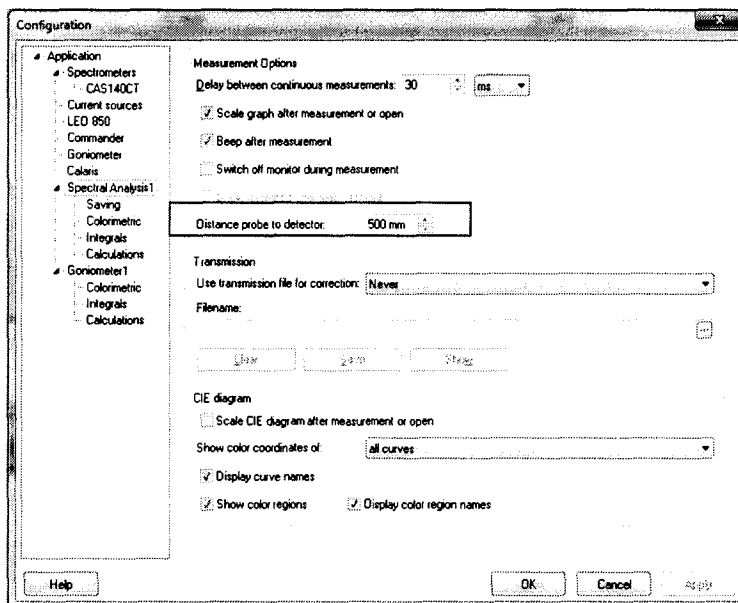 Configuration
Application
Spectrometers
CAS140CT
Current sources
LEO 850
Commander
Goniometer
Calaris
Spectral Analysis1
Saving
Colorimetric
Integrals
Calculations
Goniometer1
Colorimetric
Integrals
Calculations
Measurement Options
Delay between continuous measurements: 30 ms
Scale graph after measurement or open
Beep after measurement
Switch off monitor during measurement
Distance probe to detector: 500 mm
Transmission
Use transmission file for correction: Never
Filename:
...
Clear
CIE diagram
Scale CIE diagram after measurement or open
Show color coordinates of: all curves
Display curve names
Show color regions Display color region names
Help OK Cancel Apply